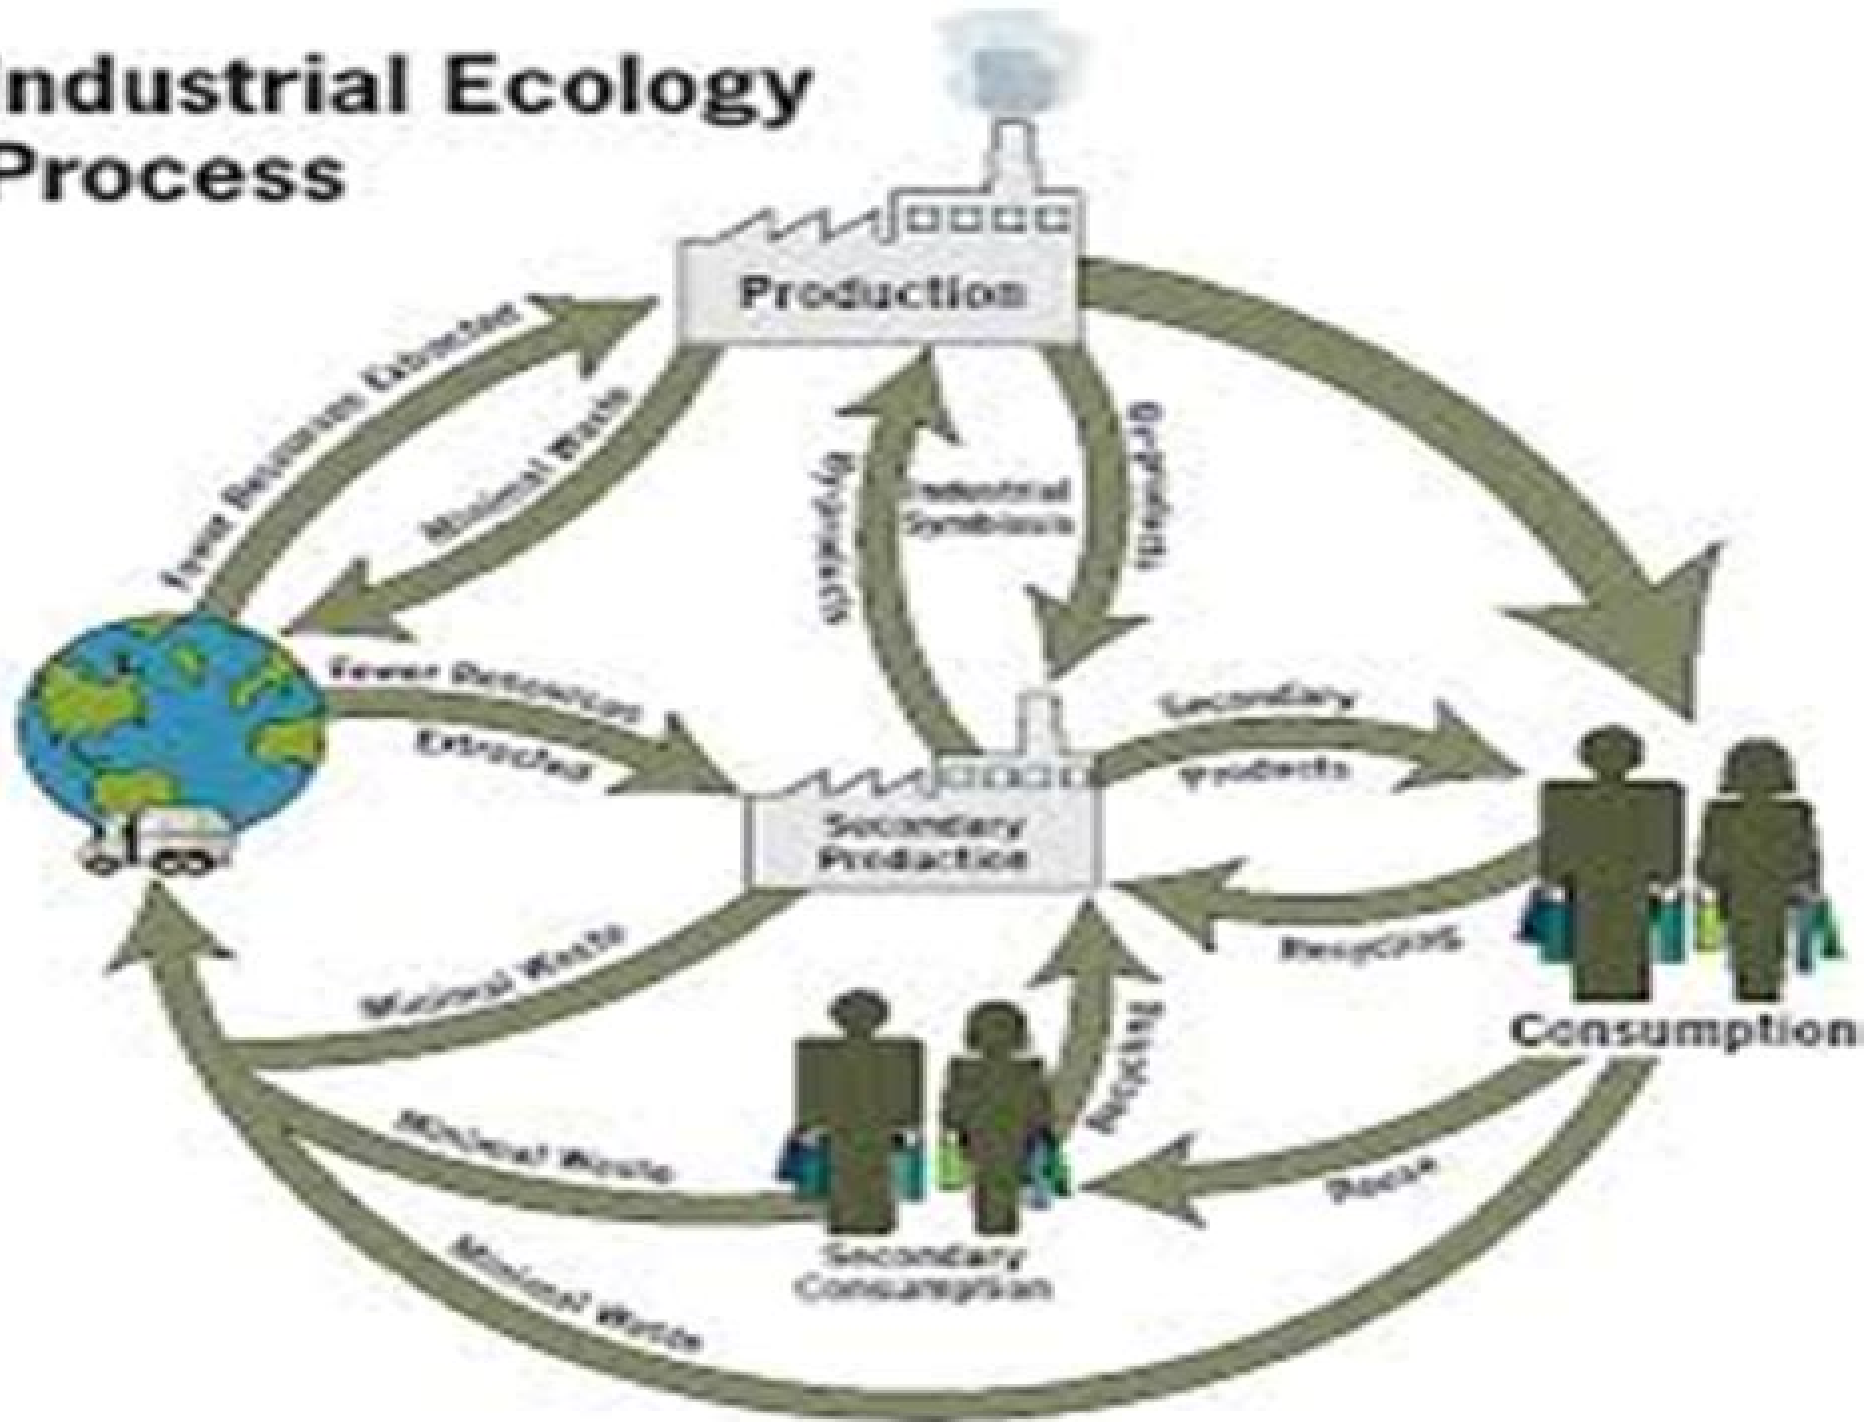 Industrial Ecology
Process
Production
Fewer Resources Extracted
Minimal Waste
Byproducts
Industrial
Symbiosis
Byproducts
Fewer Resources
Extracted
Secondary
Products
Secondary
Production
Recycling
Minimal Waste
Consumption
Recycling
Minimal Waste
Reuse
Secondary
Consumption
Minimal Waste